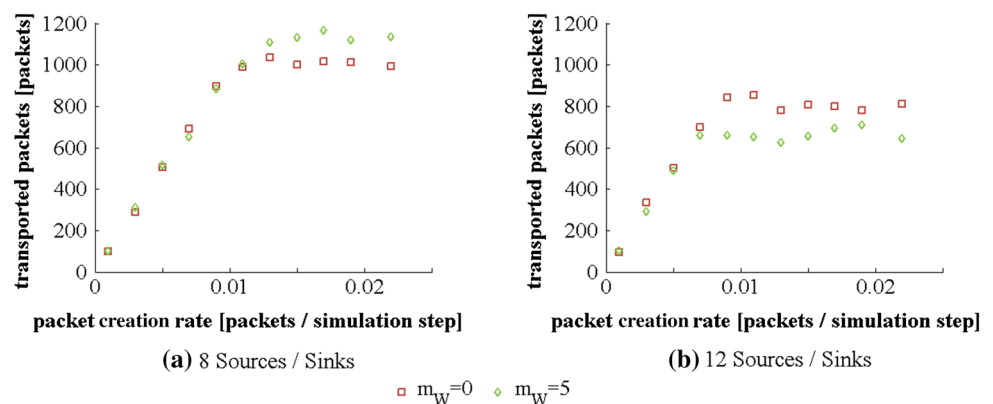 transported packets [packets]
1200
1000
800
600
400
200
0
0
0.01
0.02
packet creation rate [packets / simulation step]
(a) 8 Sources / Sinks
transported packets [packets]
1200
1000
800
600
400
200
0
0
0.01
0.02
packet creation rate [packets / simulation step]
(b) 12 Sources / Sinks
m_W=0 m_W=5